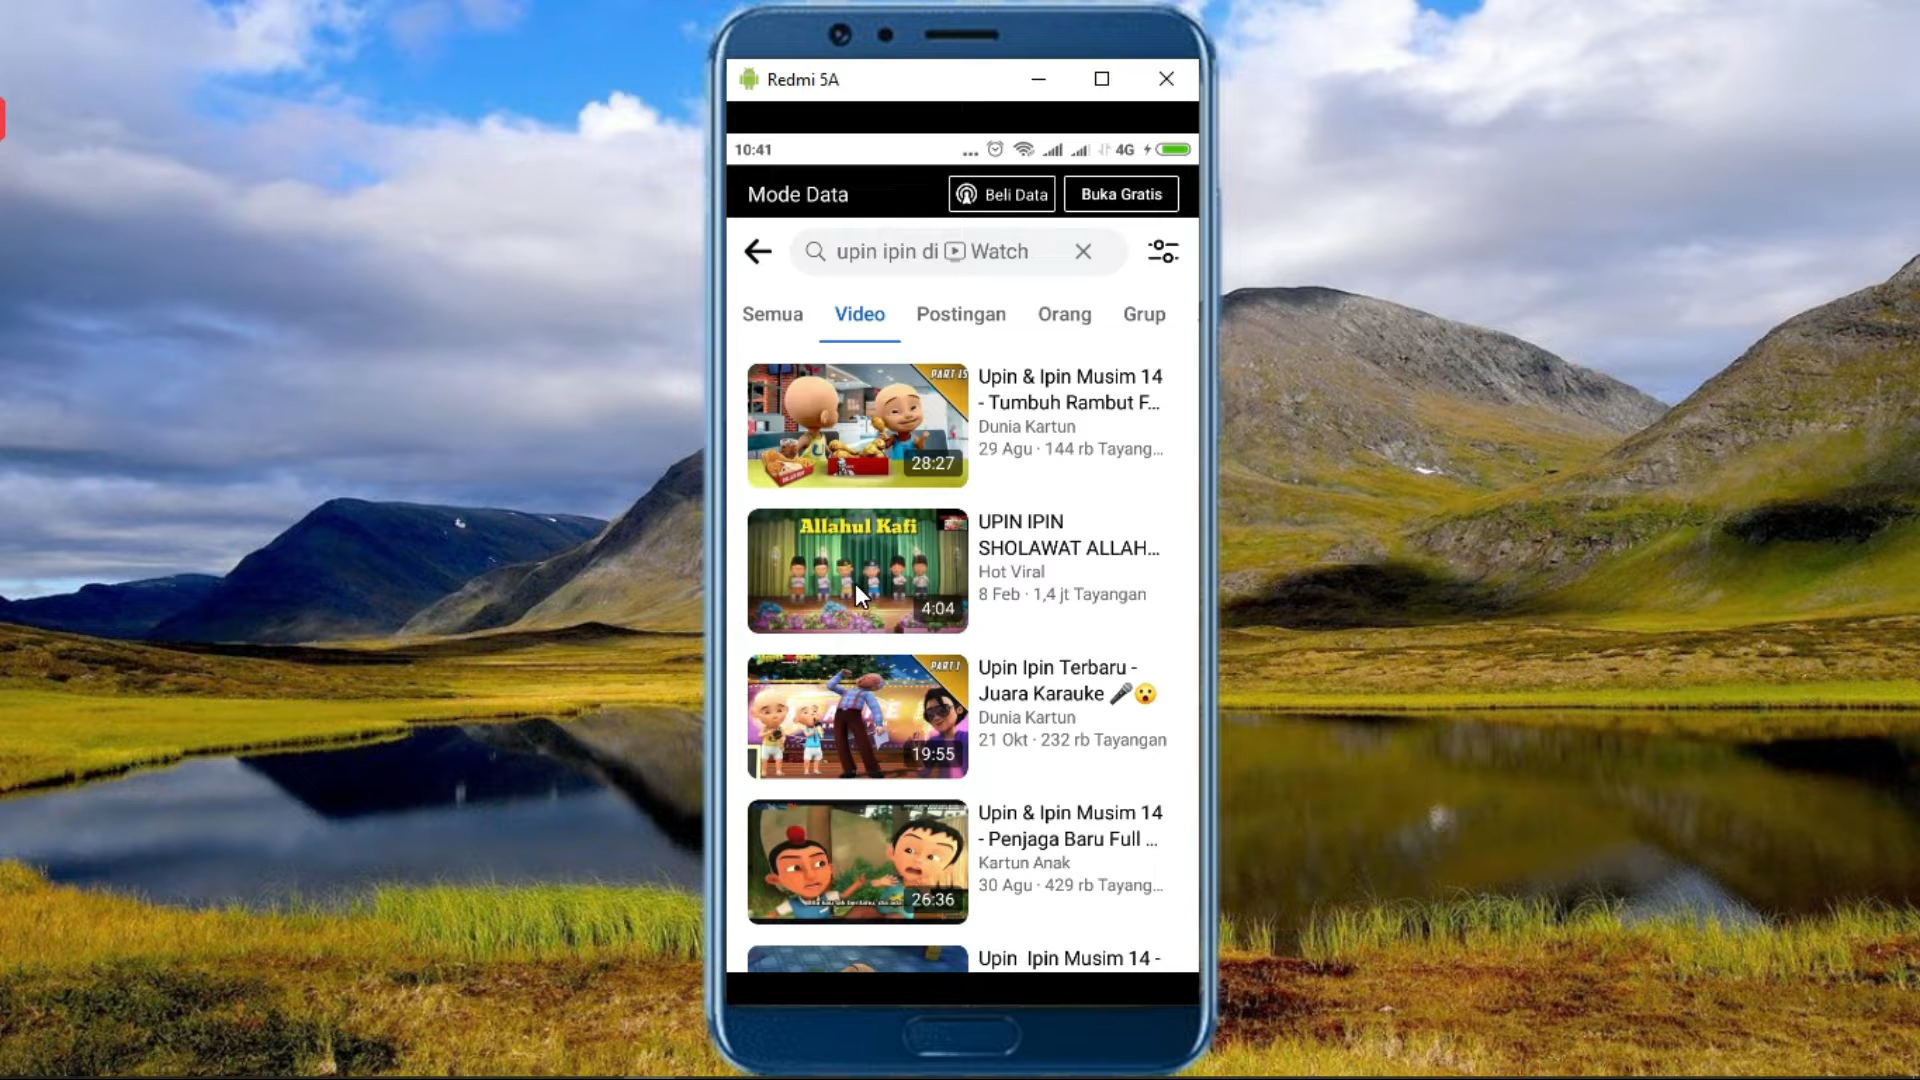 Redmi 5A
10:41
4G
Mode Data
Beli Data
Buka Gratis
upin ipin di Watch
Semua
Video
Postingan
Orang
Grup
PART 15
28:27
Upin & Ipin Musim 14
- Tumbuh Rambut F...
Dunia Kartun
29 Agu · 144 rb Tayang...
Allahul Kafi
4:04
UPIN IPIN
SHOLAWAT ALLAH...
Hot Viral
8 Feb · 1,4 jt Tayangan
PART 1
19:55
Upin Ipin Terbaru -
Juara Karauke 🎤😮
Dunia Kartun
21 Okt · 232 rb Tayangan
26:36
Upin & Ipin Musim 14
- Penjaga Baru Full ...
Kartun Anak
30 Agu · 429 rb Tayang...
Upin Ipin Musim 14 -